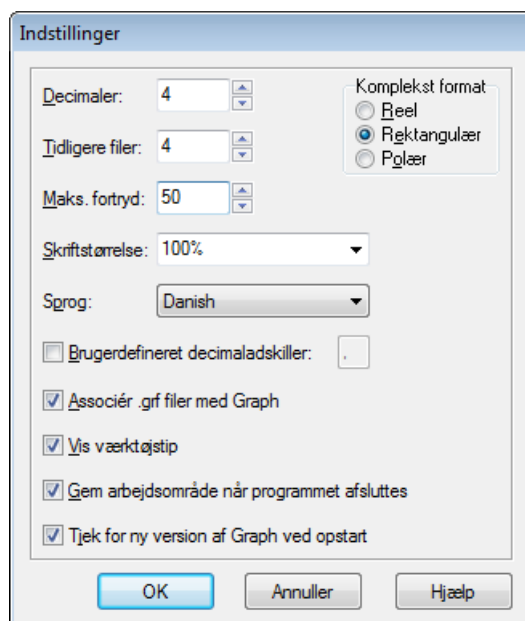 Indstillinger
Decimaler: 4
Komplekst format
Reel
Rektangulær
Polær
Tidligere filer: 4
Maks. fortryd: 50
Skriftstørrelse: 100%
Sprog: Danish
Brugerdefineret decimaladskiller: .
Associér .grf filer med Graph
Vis værktøjstip
Gem arbejdsområde når programmet afsluttes
Tjek for ny version af Graph ved opstart
OK Annuller Hjælp